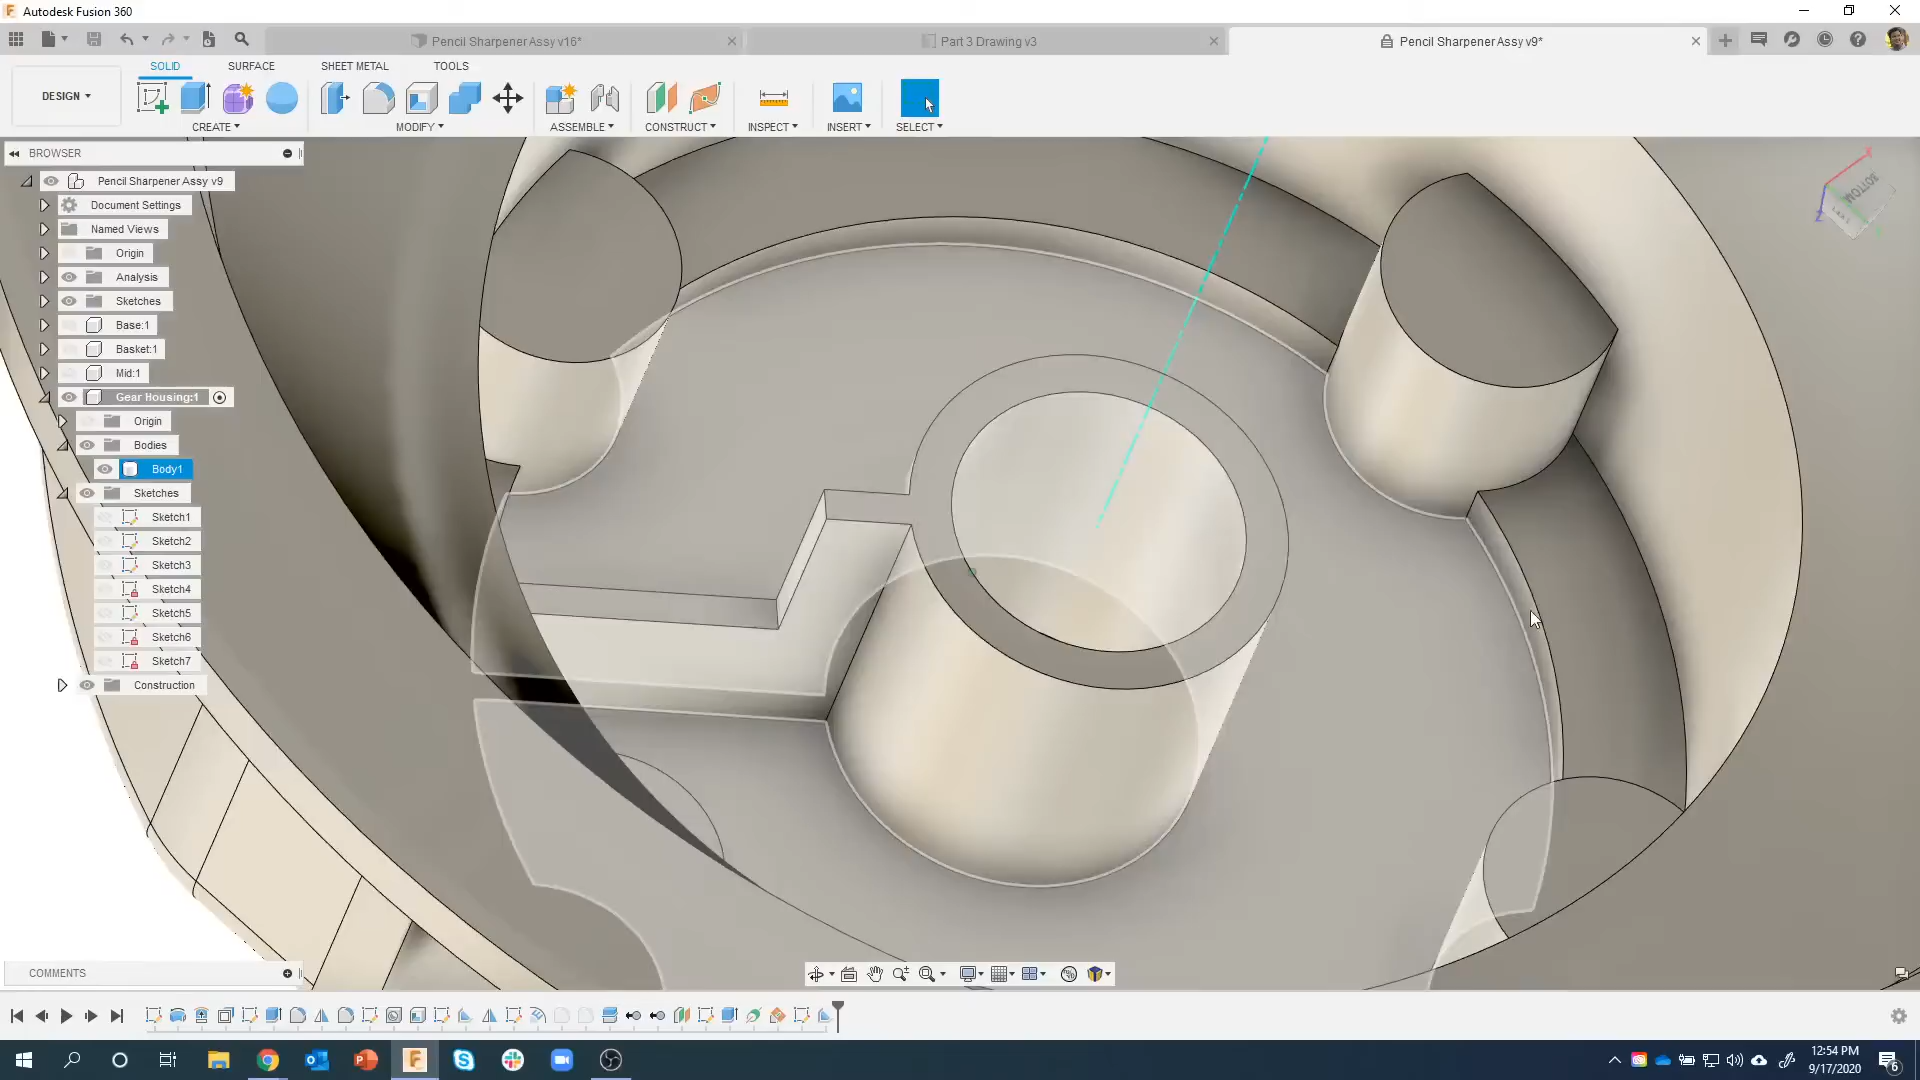 Autodesk Fusion 360
Pencil Sharpener Assy v16*
Part 3 Drawing v3
Pencil Sharpener Assy v9*
DESIGN
SOLID
SURFACE
SHEET METAL
TOOLS
CREATE
MODIFY
ASSEMBLE
CONSTRUCT
INSPECT
INSERT
SELECT
BROWSER
Pencil Sharpener Assy v9
Document Settings
Named Views
Origin
Analysis
Sketches
Base:1
Basket:1
Mid:1
Gear Housing:1
Origin
Bodies
Body1
Sketches
Sketch1
Sketch2
Sketch3
Sketch4
Sketch5
Sketch6
Sketch7
Construction
BOTTOM
COMMENTS
12:54 PM
9/17/2020
6